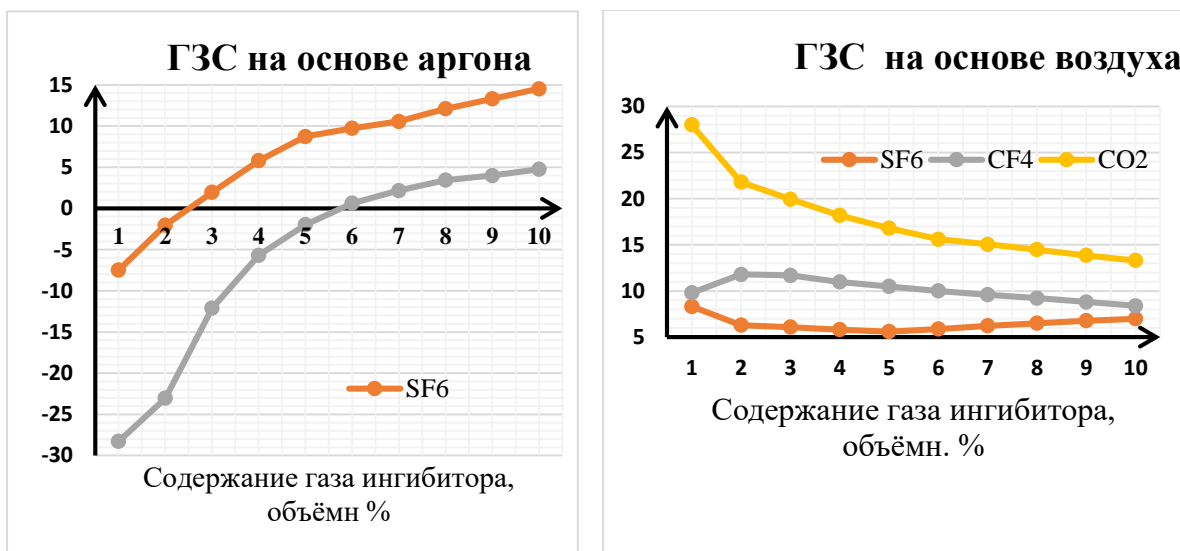 ГЗС на основе аргона
15
10
5
0
-5
-10
-15
-20
-25
-30
1 2 3 4 5 6 7 8 9 10
SF6
Содержание газа ингибитора,
объёмн %
ГЗС на основе воздуха
30
25
20
15
10
5
SF6 CF4 CO2
1 2 3 4 5 6 7 8 9 10
Содержание газа ингибитора,
объёмн. %